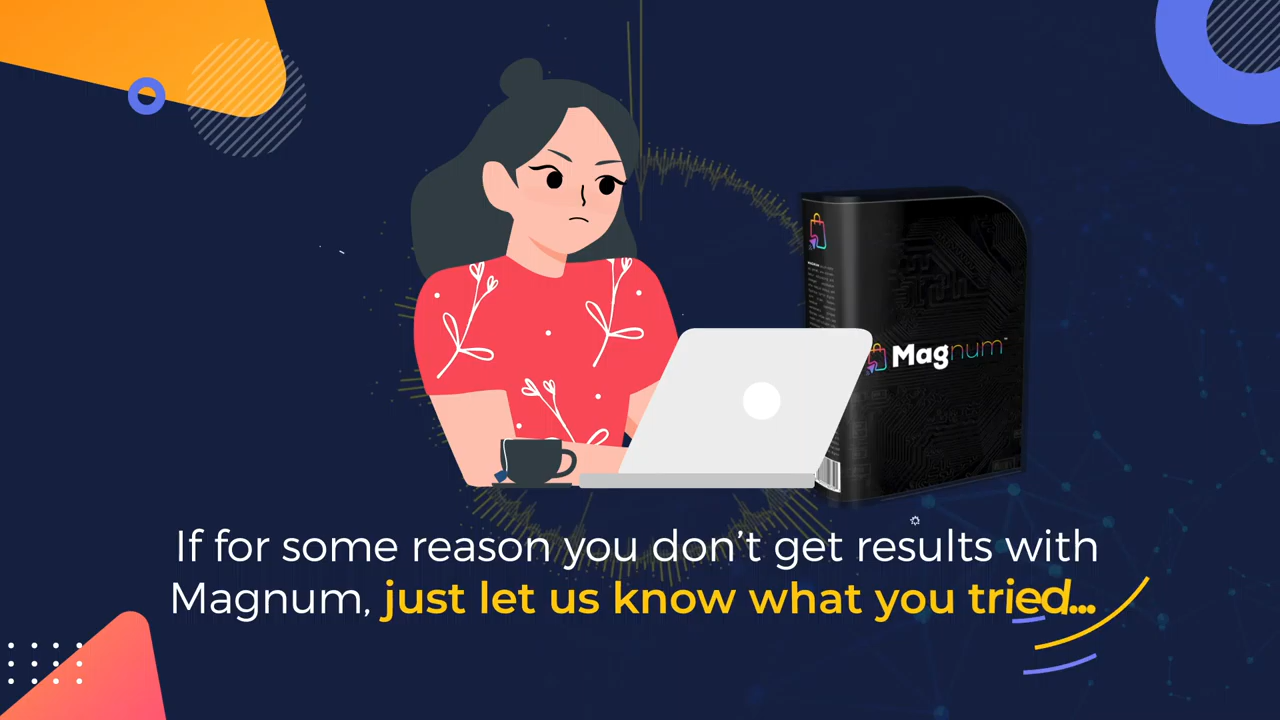 Magnum
If for some reason you don't get results with
Magnum, just let us know what you tried...